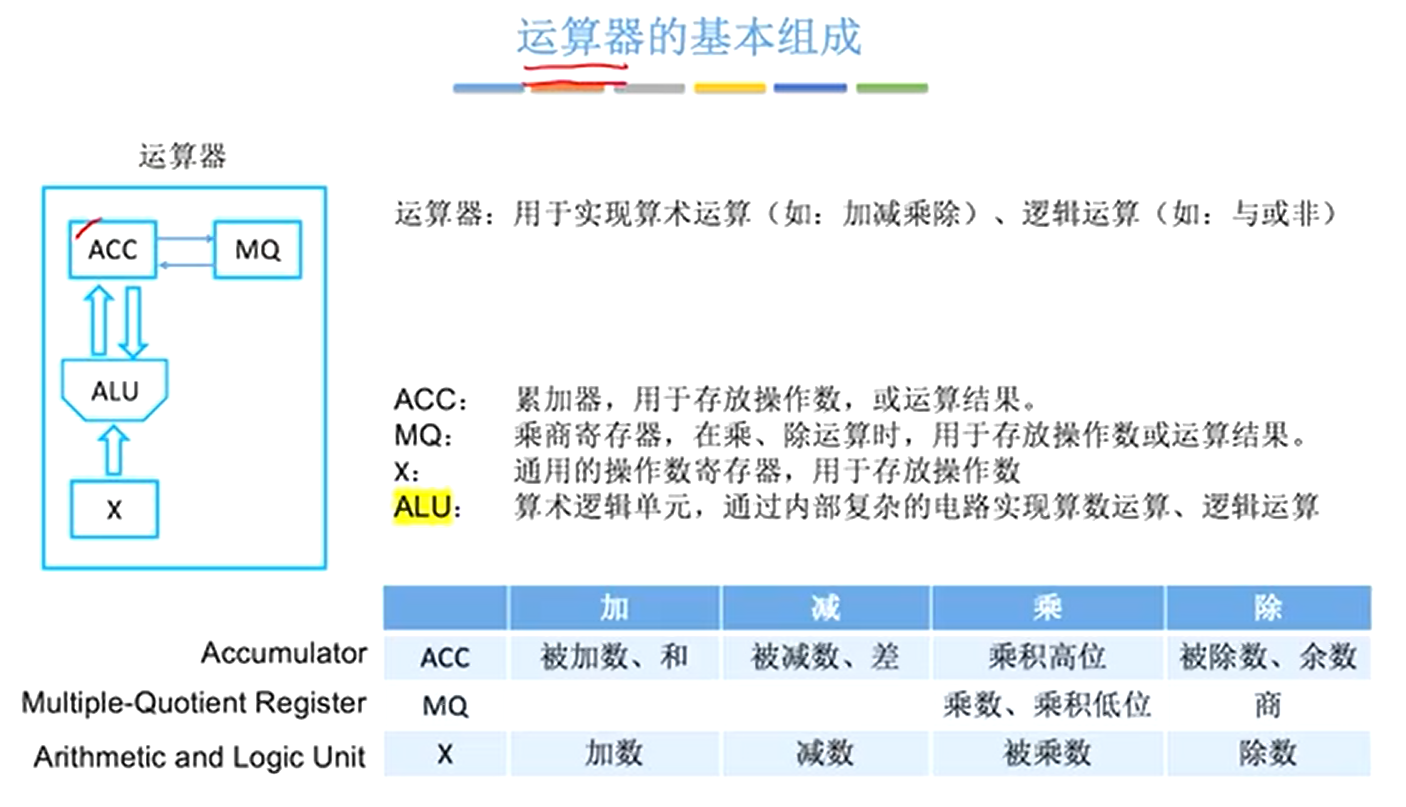 运算器的基本组成
运算器
ACC
MQ
ALU
X
运算器：用于实现算术运算（如：加减乘除）、逻辑运算（如：与或非）
ACC： 累加器，用于存放操作数，或运算结果。
MQ： 乘商寄存器，在乘、除运算时，用于存放操作数或运算结果。
X： 通用的操作数寄存器，用于存放操作数
ALU： 算术逻辑单元，通过内部复杂的电路实现算数运算、逻辑运算
加 减 乘 除
Accumulator ACC 被加数、和 被减数、差 乘积高位 被除数、余数
Multiple-Quotient Register MQ 乘数、乘积低位 商
Arithmetic and Logic Unit X 加数 减数 被乘数 除数